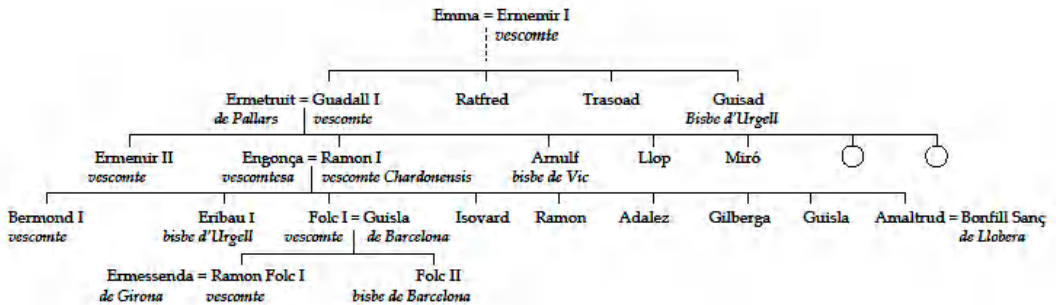 Emma = Ermemir I
vescomte
Ermetruit = Guadall I Ratfred Trasoad Guisad
de Pallars vescomte Bisbe d'Urgell
Ermemir II Engonça = Ramon I Arnulf Llop Miró
vescomte vescomtesa vescomte Chardonensis bisbe de Vic
Bermond I Eribau I Folc I = Guisla Isovard Ramon Adalez Gilberga Guisla Amaltrud = Bonfill Sanç
vescomte bisbe d'Urgell vescomte de Barcelona de Llobera
Ermessenda = Ramon Folc I Folc II
de Girona vescomte bisbe de Barcelona